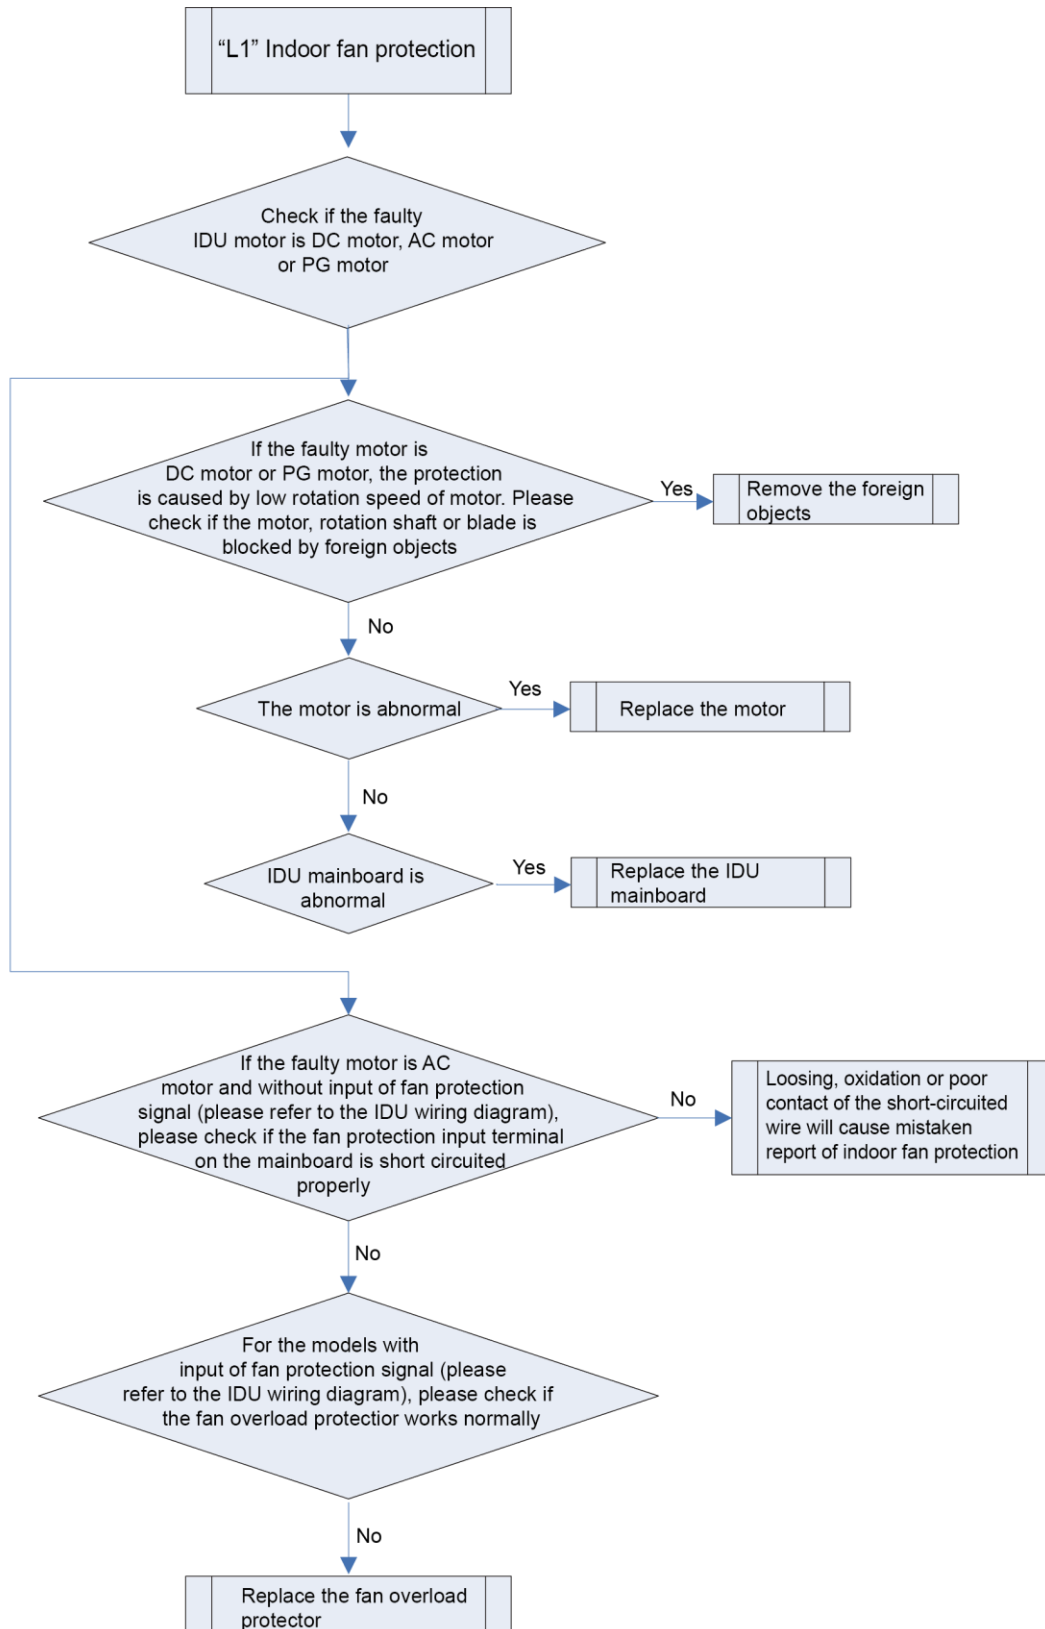 “L1” Indoor fan protection
Check if the faulty
IDU motor is DC motor, AC motor
or PG motor
If the faulty motor is
DC motor or PG motor, the protection
is caused by low rotation speed of motor. Please
check if the motor, rotation shaft or blade is
blocked by foreign objects
Yes
Remove the foreign
objects
No
The motor is abnormal
Yes
Replace the motor
No
IDU mainboard is
abnormal
Yes
Replace the IDU
mainboard
If the faulty motor is AC
motor and without input of fan protection
signal (please refer to the IDU wiring diagram),
please check if the fan protection input terminal
on the mainboard is short circuited
properly
No
Loosing, oxidation or poor
contact of the short-circuited
wire will cause mistaken
report of indoor fan protection
No
For the models with
input of fan protection signal (please
refer to the IDU wiring diagram), please check if
the fan overload protectior works normally
No
Replace the fan overload
protector